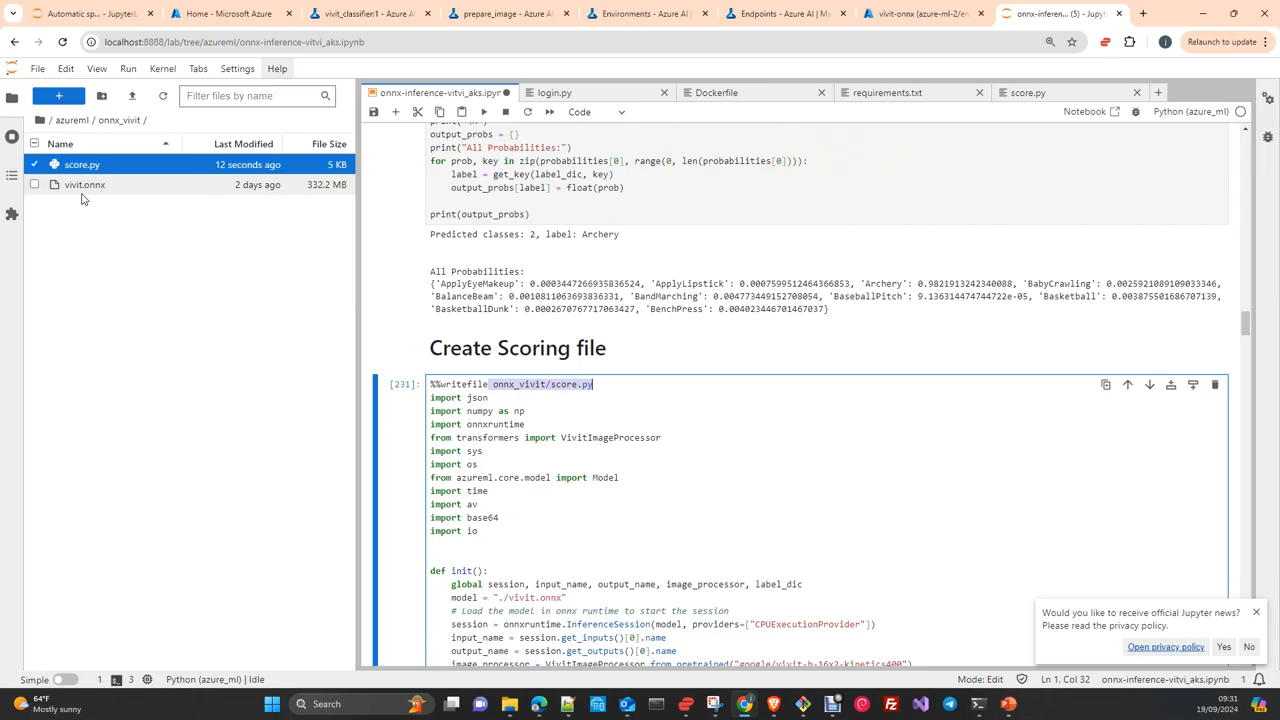 Automatic sp... - JupyterL
Home - Microsoft Azure
vivit_classifier:1 - Azure AI
prepare_image - Azure AI
Environments - Azure AI
Endpoints - Azure AI | Ma
vivit-onnx (azure-ml-2/en
onnx-inferen... (5) - Jupyte
localhost:8888/lab/tree/azureml/onnx-inference-vitvi_aks.ipynb
Relaunch to update
File Edit View Run Kernel Tabs Settings Help
Filter files by name
/ azureml / onnx_vivit /
Name Last Modified File Size
score.py 12 seconds ago 5 KB
vivit.onnx 2 days ago 332.2 MB
onnx-inference-vitvi_aks.ipyn
login.py
Dockerfile
requirements.txt
score.py
Code
Notebook
Python (azure_ml)
output_probs = {}
print("All Probabilities:")
for prob, key in zip(probabilities[0], range(0, len(probabilities[0]))):
label = get_key(label_dic, key)
output_probs[label] = float(prob)
print(output_probs)
Predicted classes: 2, label: Archery
All Probabilities:
{'ApplyEyeMakeup': 0.0003447266935836524, 'ApplyLipstick': 0.0007599512464366853, 'Archery': 0.9821913242340088, 'BabyCrawling': 0.0025921089109033346,
'BalanceBeam': 0.0010811063693836331, 'BandMarching': 0.004773449152708054, 'BaseballPitch': 9.136314474744722e-05, 'Basketball': 0.003875501686707139,
'BasketballDunk': 0.0002670767717063427, 'BenchPress': 0.004023446701467037}
Create Scoring file
[231]:
%%writefile onnx_vivit/score.py
import json
import numpy as np
import onnxruntime
from transformers import VivitImageProcessor
import sys
import os
from azureml.core.model import Model
import time
import av
import base64
import io
def init():
global session, input_name, output_name, image_processor, label_dic
model = "./vivit.onnx"
# Load the model in onnx runtime to start the session
session = onnxruntime.InferenceSession(model, providers=["CPUExecutionProvider"])
input_name = session.get_inputs()[0].name
output_name = session.get_outputs()[0].name
image_processor = VivitImageProcessor.from_pretrained("google/vivit-b-16x2-kinetics400")
Would you like to receive official Jupyter news?
Please read the privacy policy.
Open privacy policy Yes No
Simple 1 3 Python (azure_ml) | Idle
Mode: Edit Ln 1, Col 32 onnx-inference-vitvi_aks.ipynb 1
64°F
Mostly sunny
Search
09:31
19/09/2024